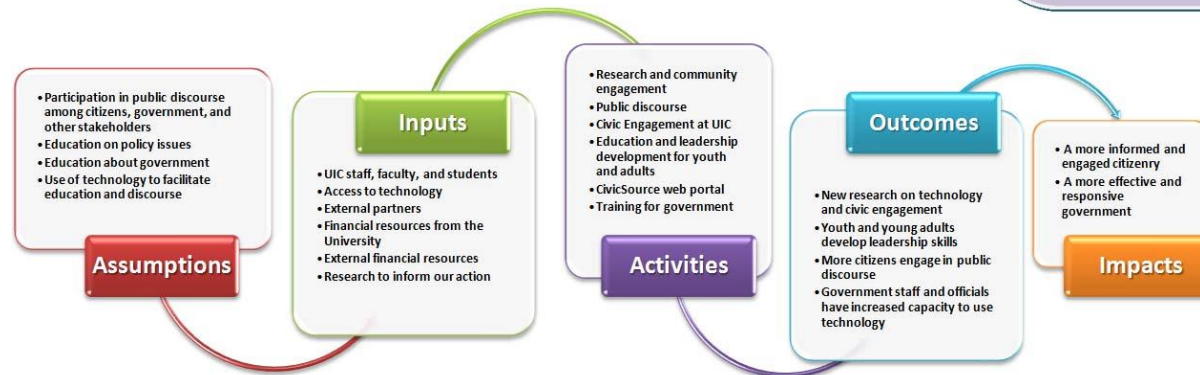 • Participation in public discourse
among citizens, government, and
other stakeholders
• Education on policy issues
• Education about government
• Use of technology to facilitate
education and discourse
Assumptions
Inputs
• UIC staff, faculty, and students
• Access to technology
• External partners
• Financial resources from the
University
• External financial resources
• Research to inform our action
• Research and community
engagement
• Public discourse
• Civic Engagement at UIC
• Education and leadership
development for youth
and adults
• CivicSource web portal
• Training for government
Activities
Outcomes
• New research on technology
and civic engagement
• Youth and young adults
develop leadership skills
• More citizens engage in public
discourse
• Government staff and officials
have increased capacity to use
technology
• A more informed and
engaged citizenry
• A more effective and
responsive
government
Impacts